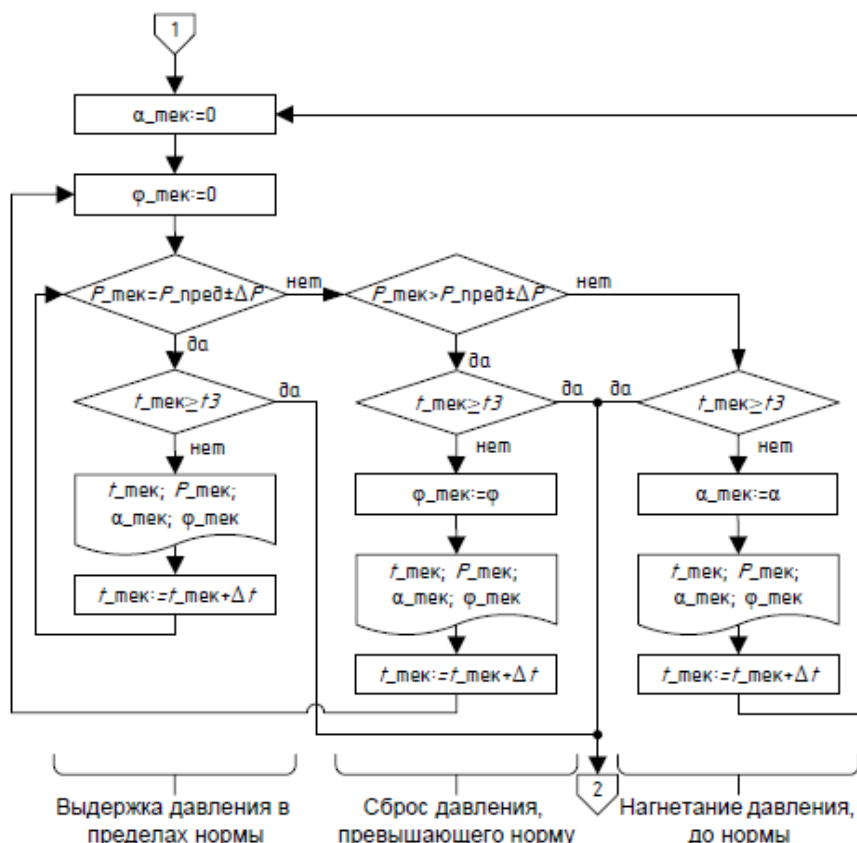 1
α_тек:=0
φ_тек:=0
P_тек=P_пред±ΔP
нет
P_тек>P_пред±ΔP
нет
да
да
t_тек≥t3
да
t_тек≥t3
да
да
t_тек≥t3
нет
нет
нет
t_тек; P_тек;
α_тек; φ_тек
φ_тек:=φ
α_тек:=α
t_тек:=t_тек+Δt
t_тек; P_тек;
α_тек; φ_тек
t_тек; P_тек;
α_тек; φ_тек
t_тек:=t_тек+Δt
t_тек:=t_тек+Δt
2
Выдержка давления в
пределах нормы
Сброс давления,
превышающего норму
Нагнетание давления,
до нормы